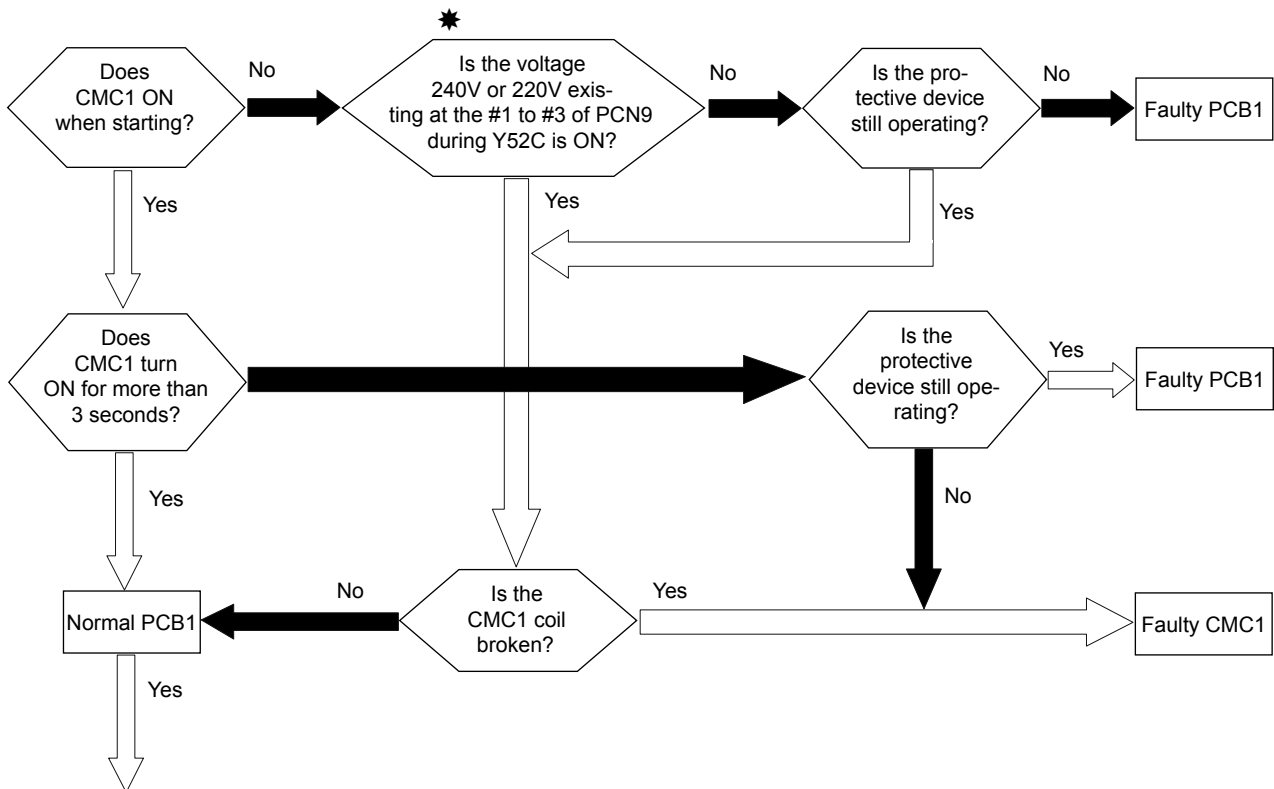 Does
CMC1 ON
when starting?
No
Is the voltage
240V or 220V exis-
ting at the #1 to #3 of PCN9
during Y52C is ON?
No
Is the pro-
tective device
still operating?
No
Faulty PCB1
Yes
Yes
Yes
Does
CMC1 turn
ON for more than
3 seconds?
Is the
protective
device still ope-
rating?
Yes
Faulty PCB1
Yes
No
Normal PCB1
No
Is the
CMC1 coil
broken?
Yes
Faulty CMC1
Yes